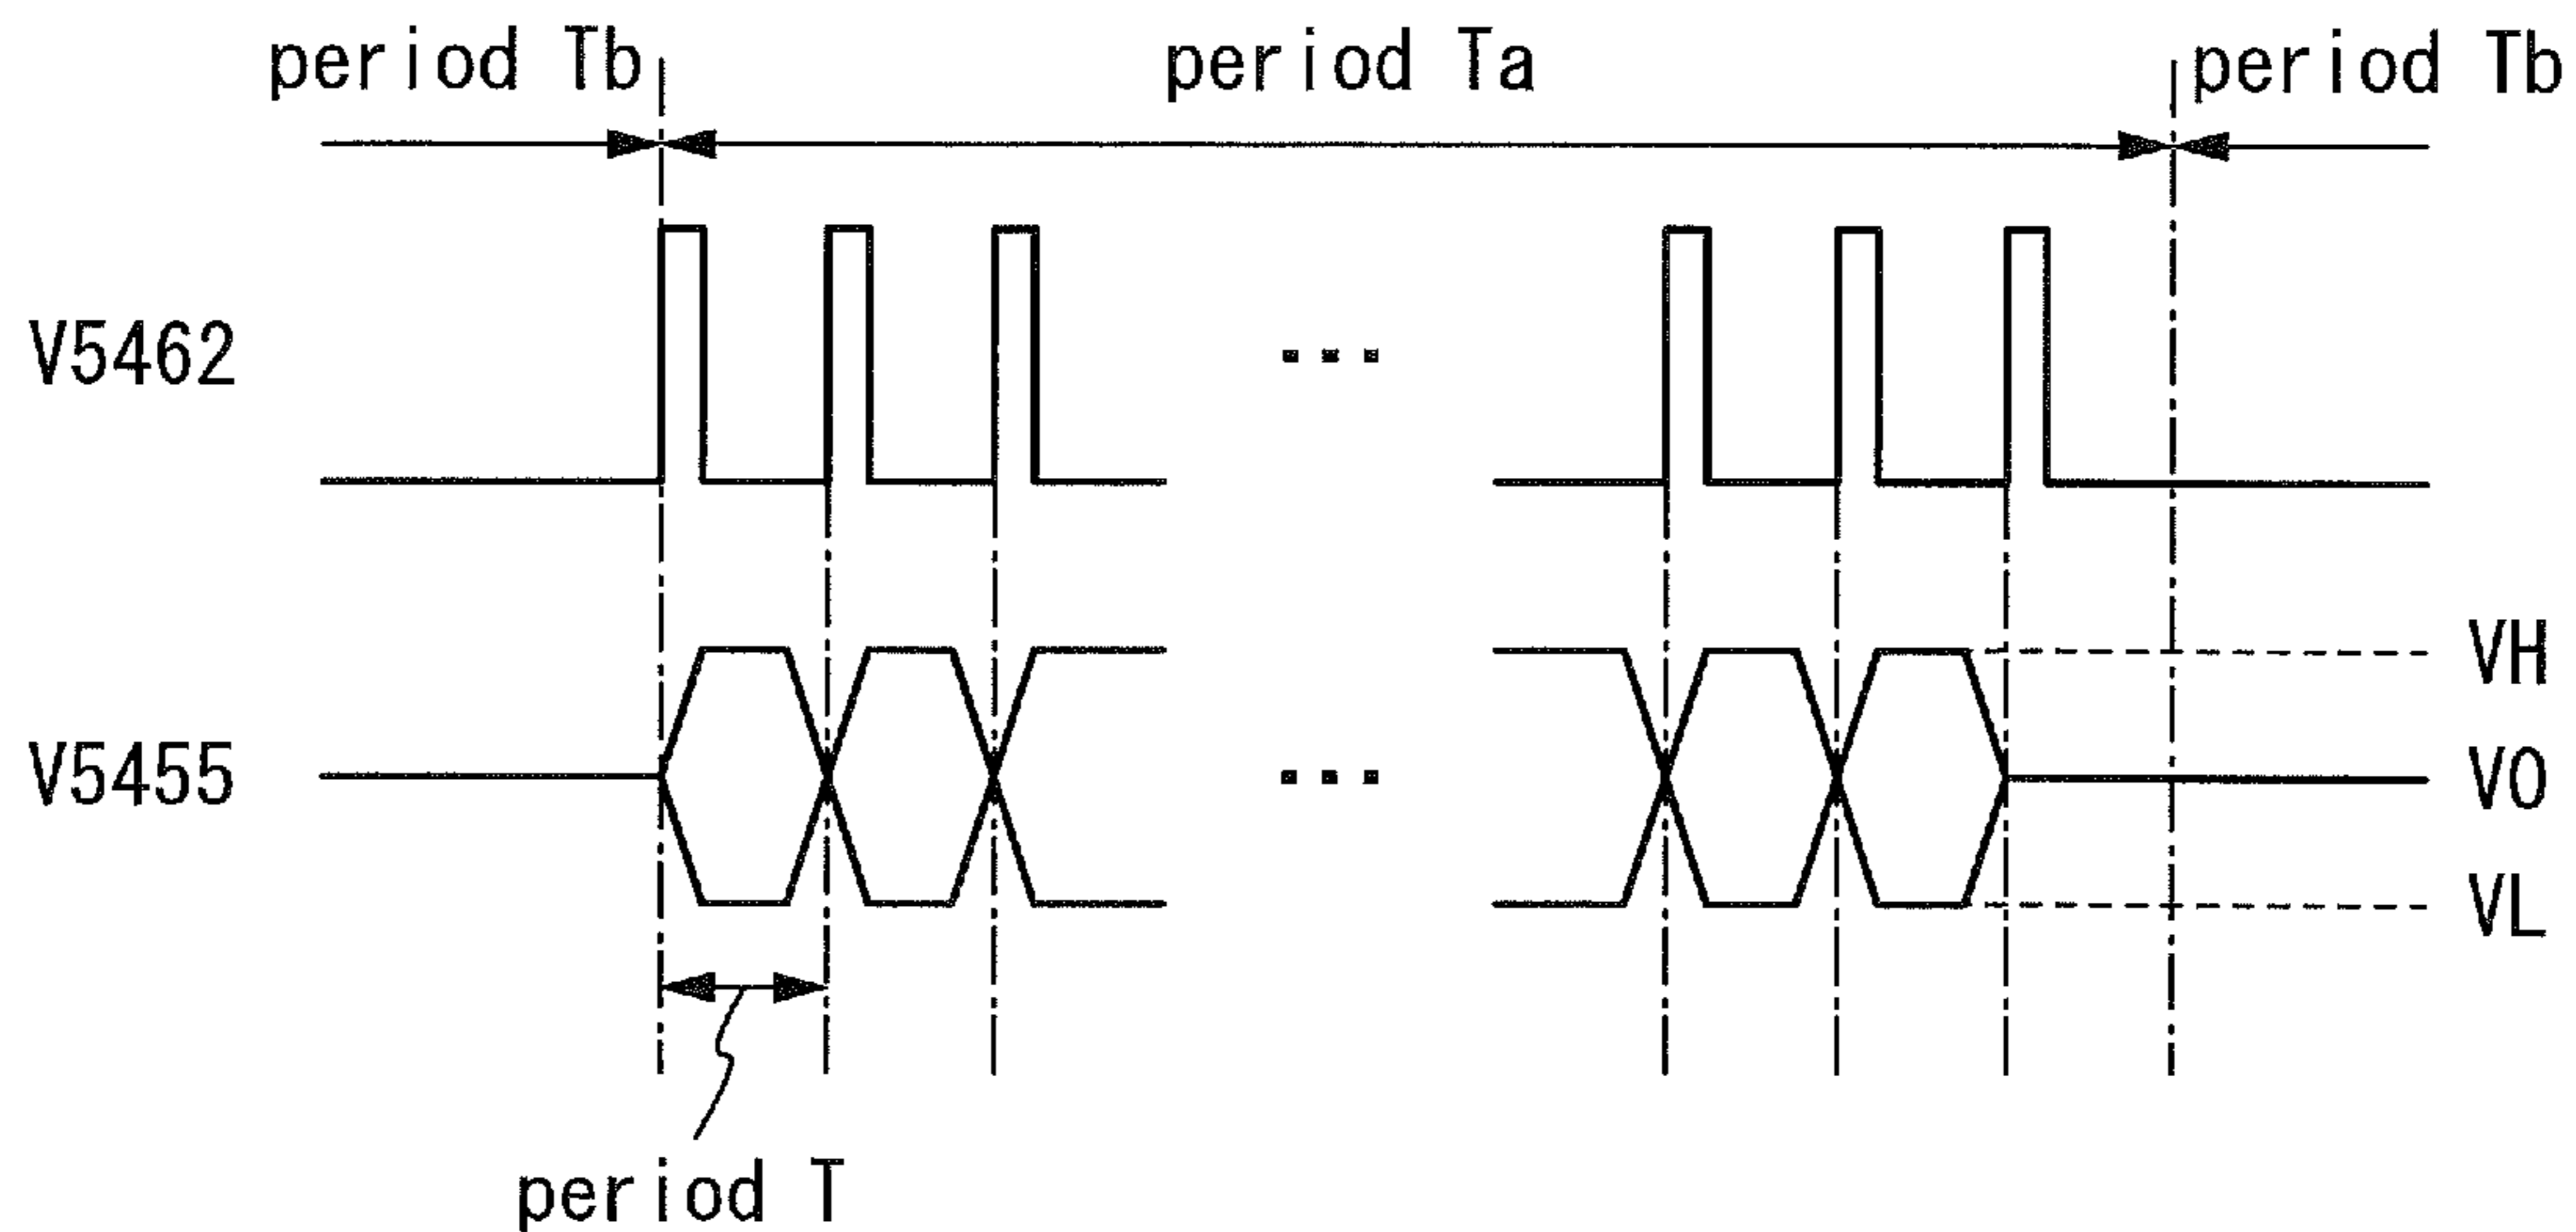 period Tb period Ta period Tb
V5462
...
VH
V5455
...
V0
VL
period T